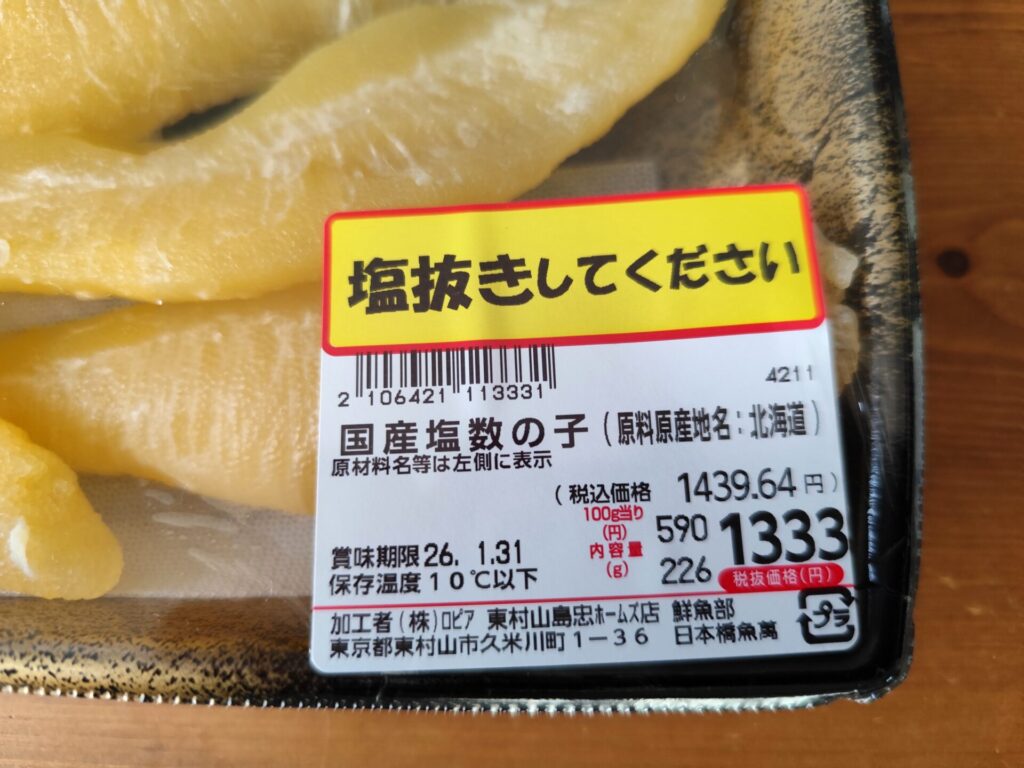 塩抜きしてください
2 106421 113331
4211
国産塩数の子(原料原産地名:北海道)
原材料名等は左側に表示
(税込価格 1439.64円)
100g当り(円) 590 1333
内容量(g) 226 税抜価格(円)
賞味期限26. 1.31
保存温度10℃以下
加工者(株)ロピア 東村山島忠ホームズ店 鮮魚部
東京都東村山市久米川町1-36 日本橋魚萬
プラ